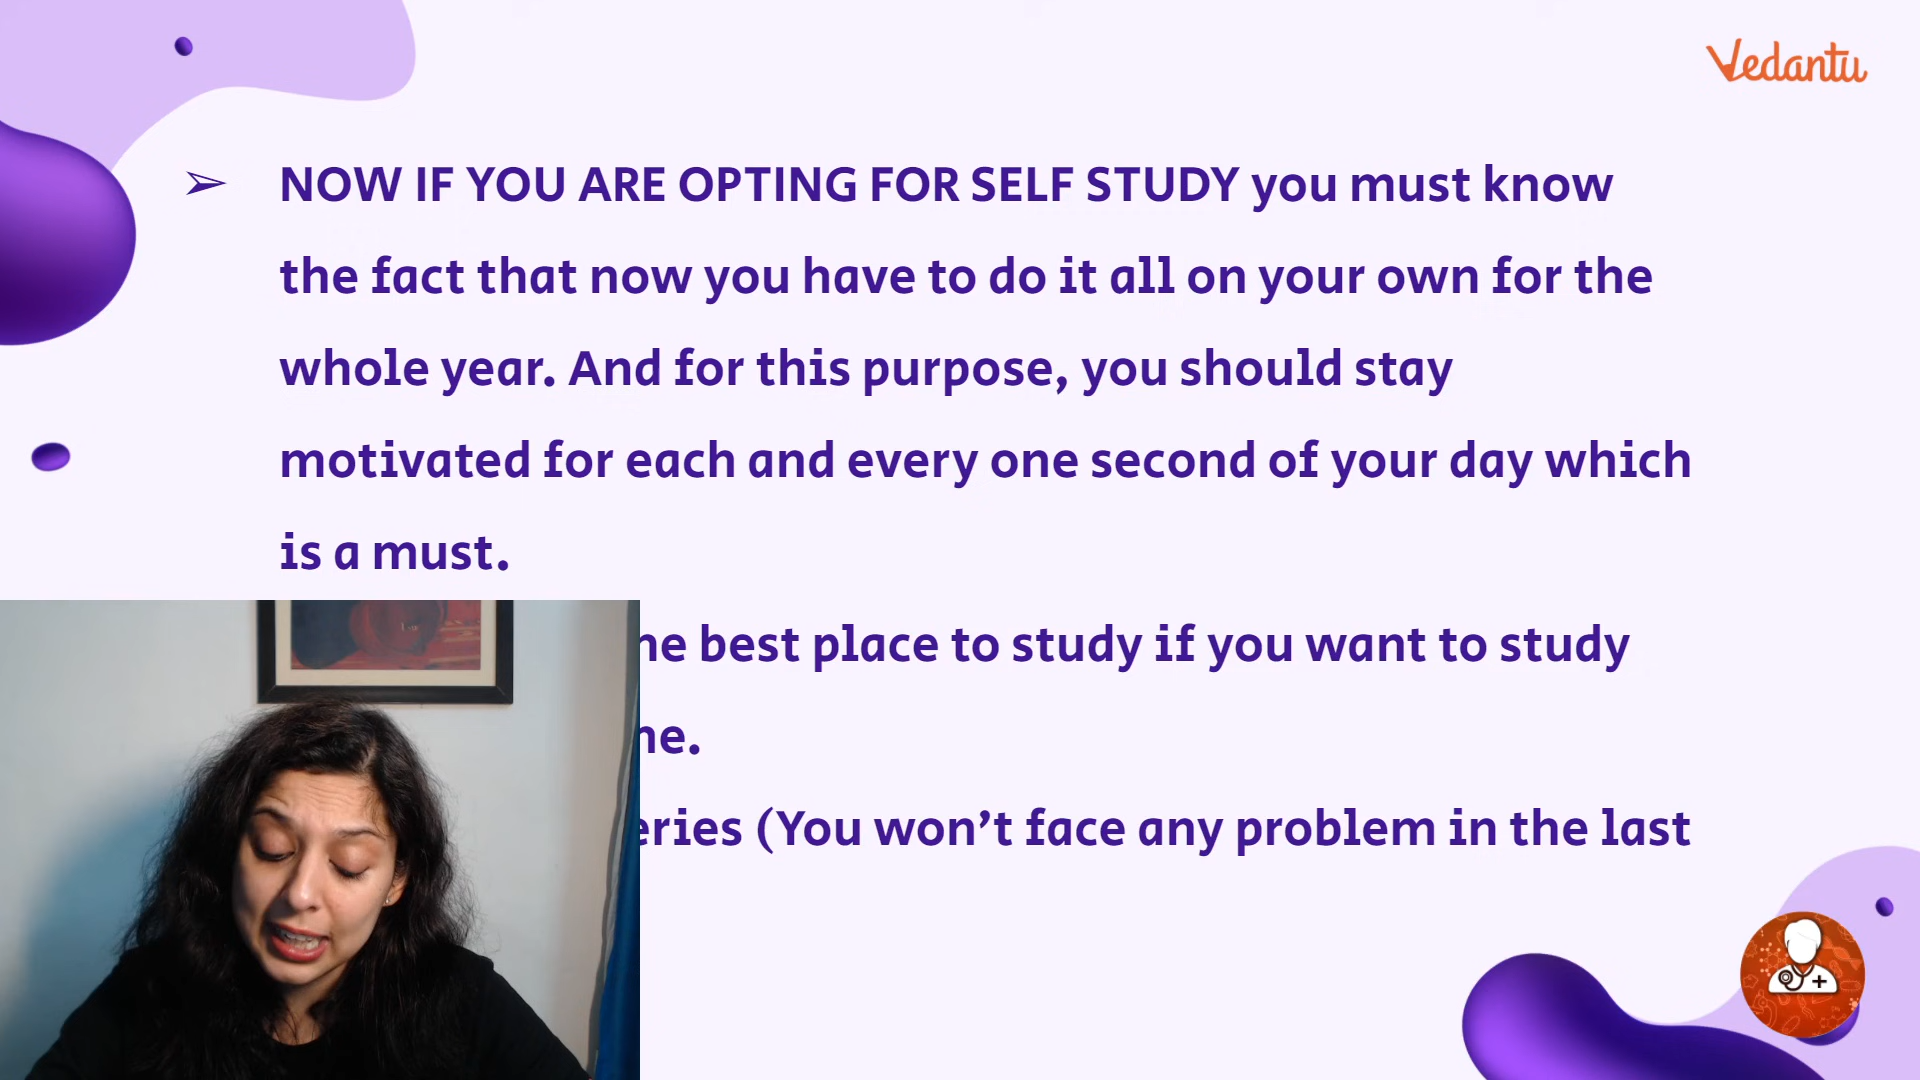 Vedantu
➢ NOW IF YOU ARE OPTING FOR SELF STUDY you must know
the fact that now you have to do it all on your own for the
whole year. And for this purpose, you should stay
motivated for each and every one second of your day which
is a must.
best place to study if you want to study
(You won’t face any problem in the last